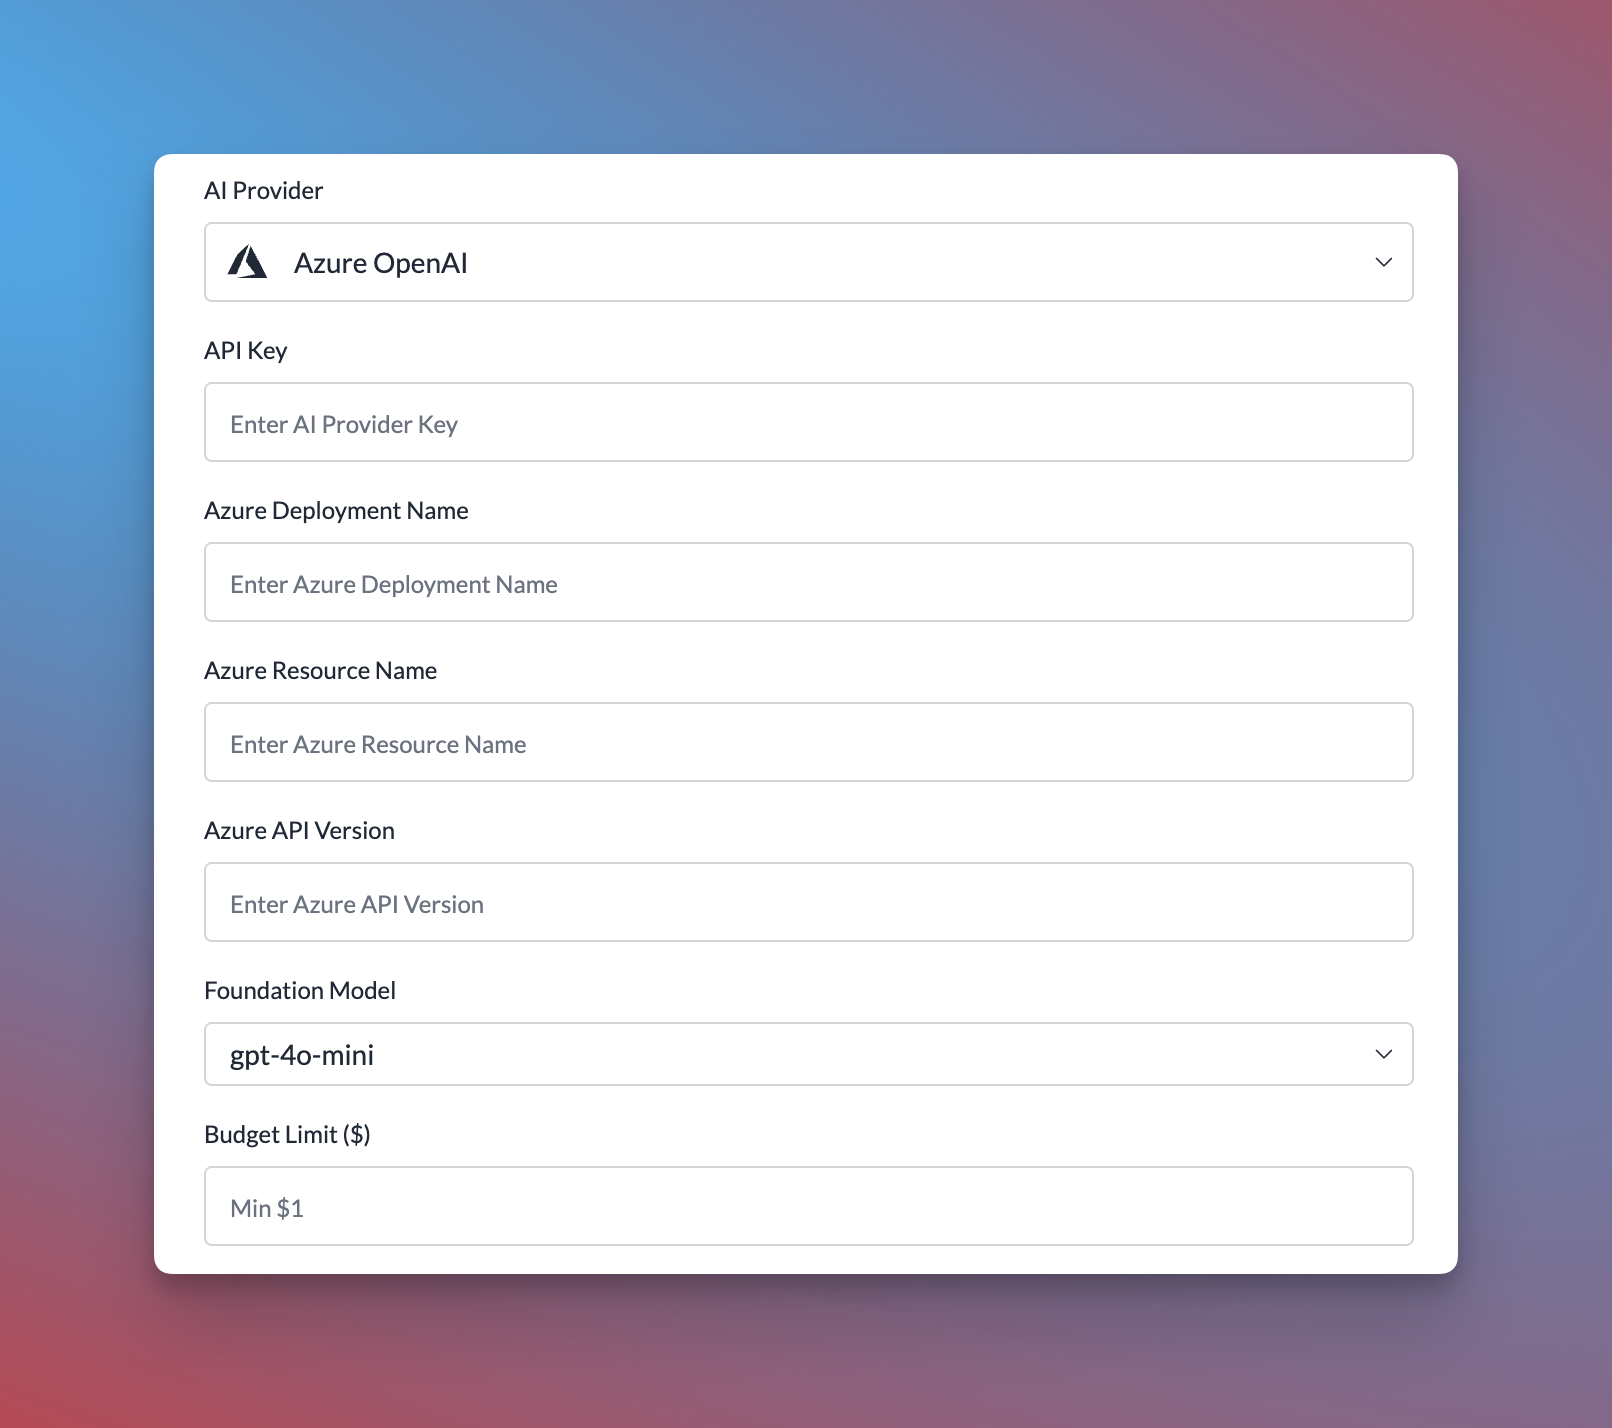 AI Provider
Azure OpenAI
API Key
Enter AI Provider Key
Azure Deployment Name
Enter Azure Deployment Name
Azure Resource Name
Enter Azure Resource Name
Azure API Version
Enter Azure API Version
Foundation Model
gpt-4o-mini
Budget Limit ($)
Min $1